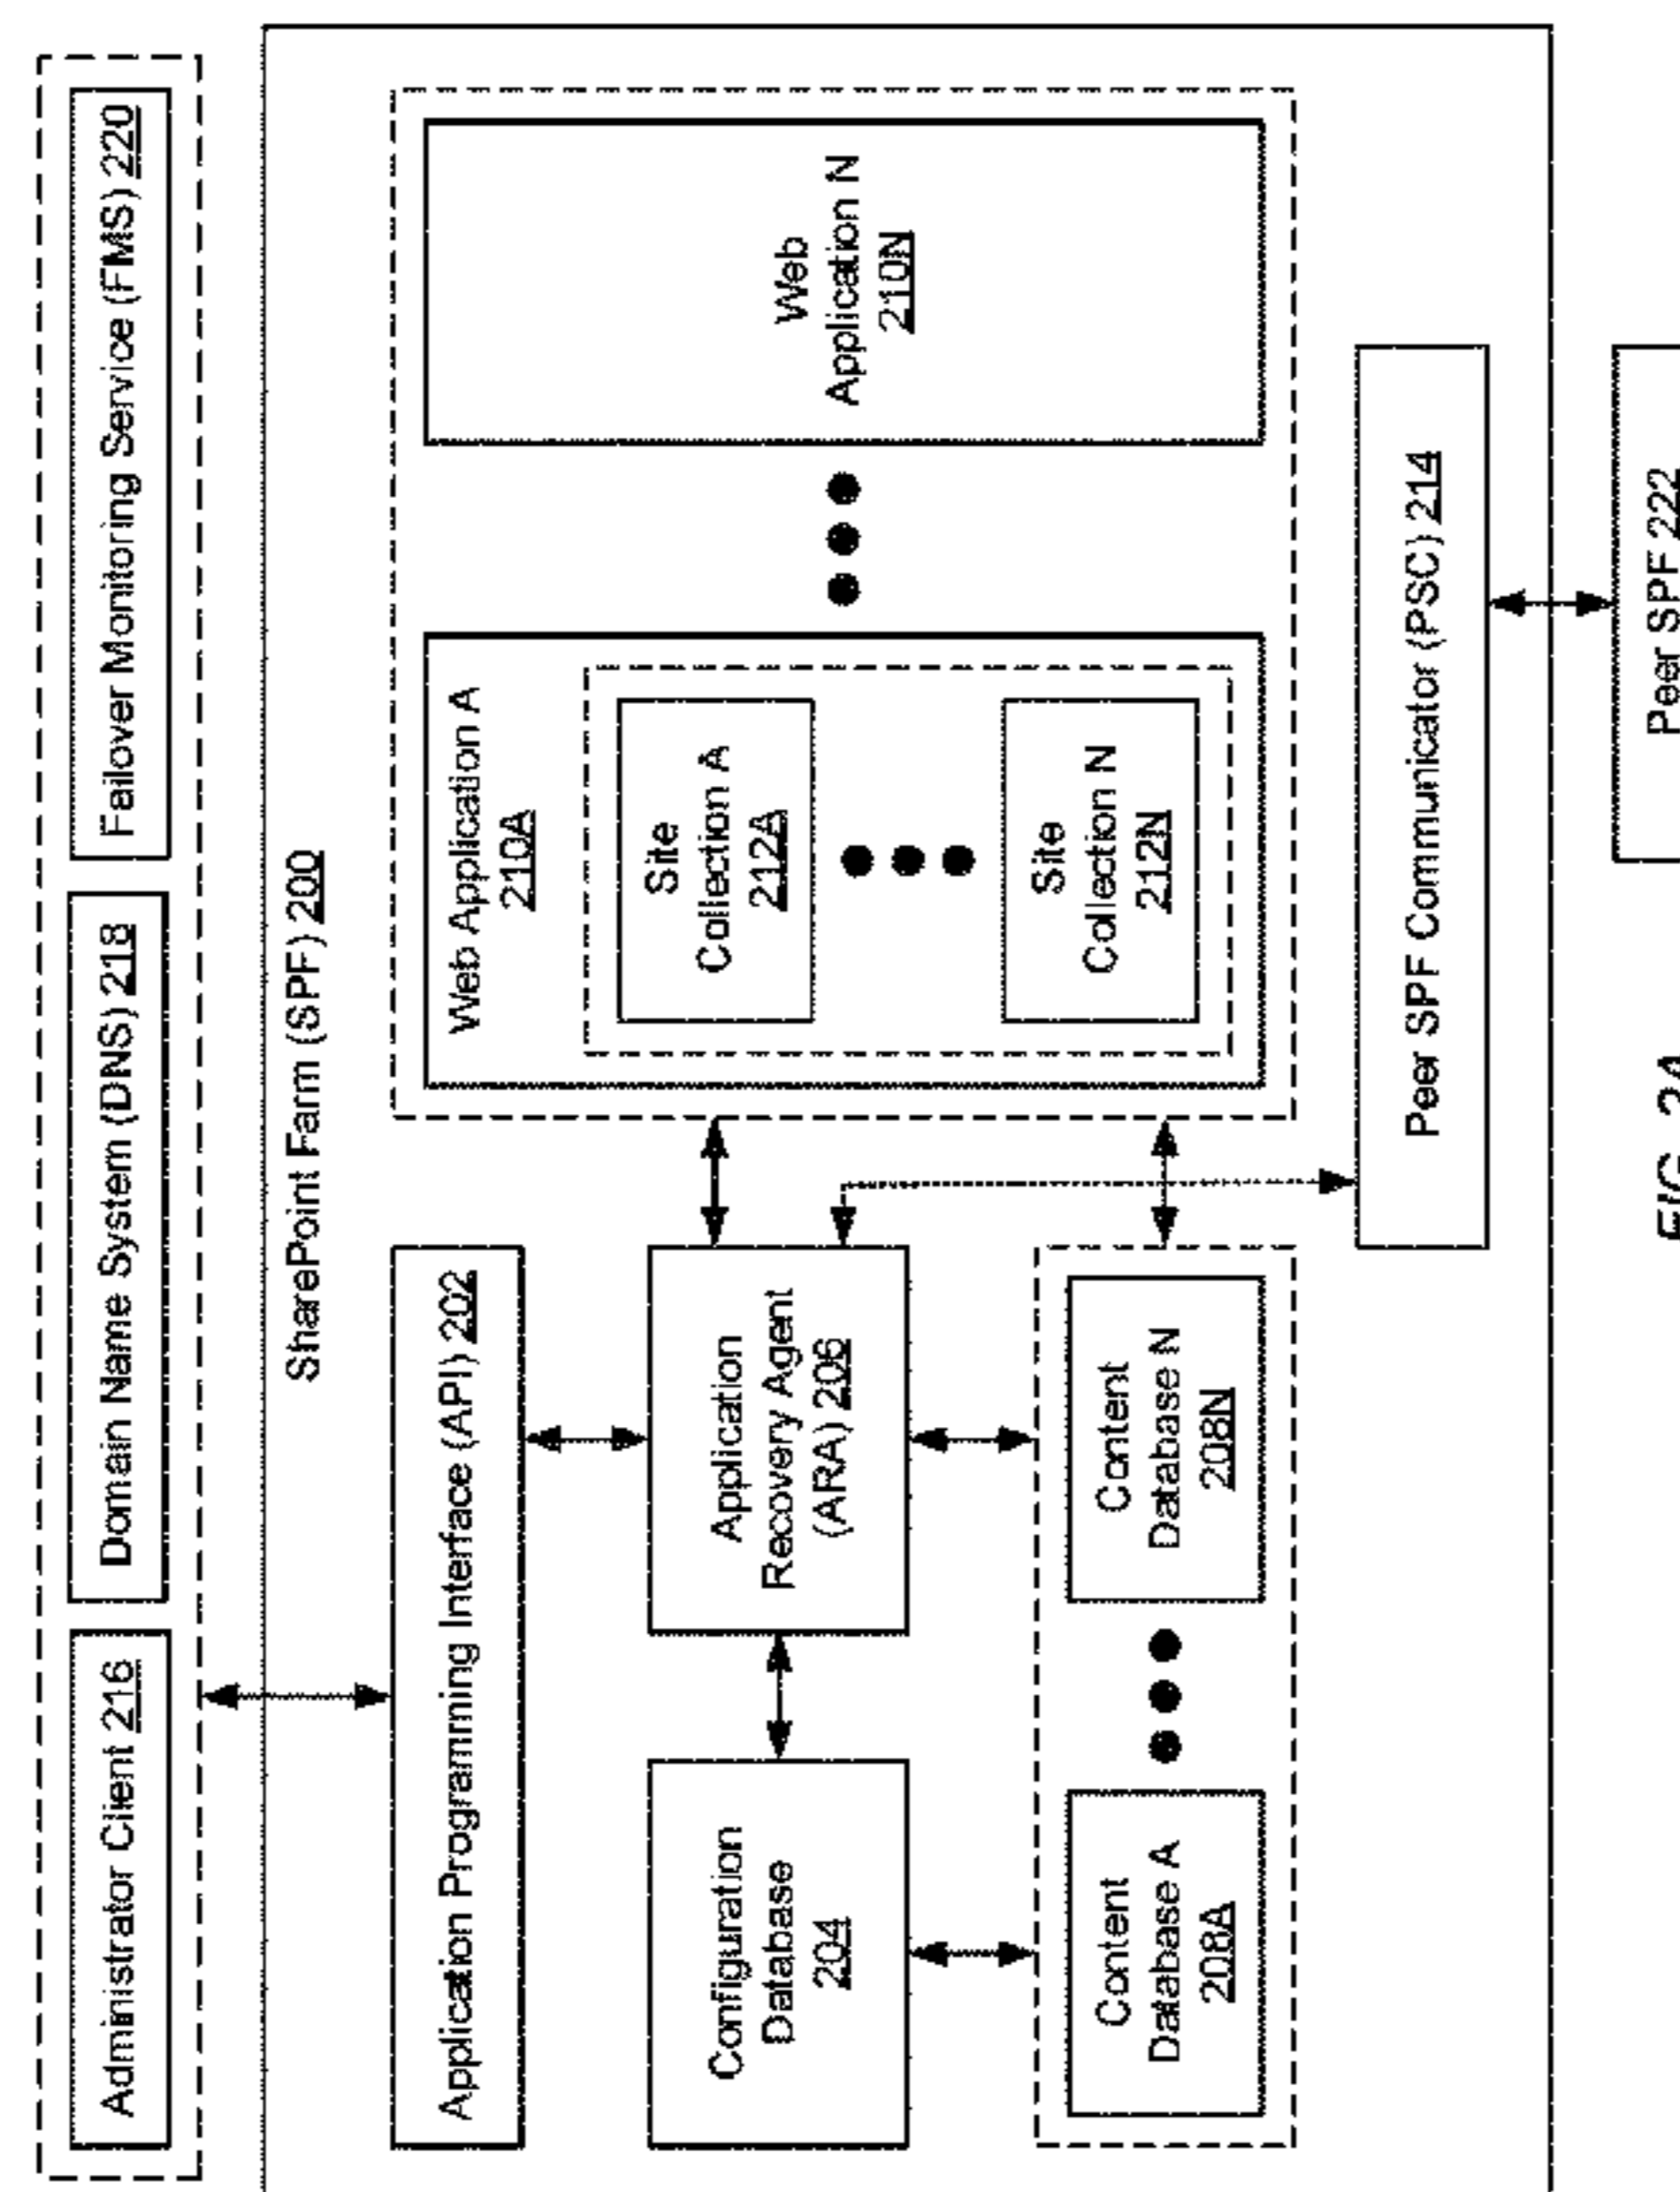 Administrator Client 216
Domain Name System (DNS) 218
Failover Monitoring Service (FMS) 220
SharePoint Farm (SPF) 200
Application Programming Interface (API) 202
Configuration
Database
204
Application
Recovery Agent
(ARA) 206
Content
Database A
208A
Content
Database N
208N
Web Application A
210A
Site
Collection A
212A
Site
Collection N
212N
Web
Application N
210N
Peer SPF Communicator (PSC) 214
Peer SPF 222
FIG. 2A